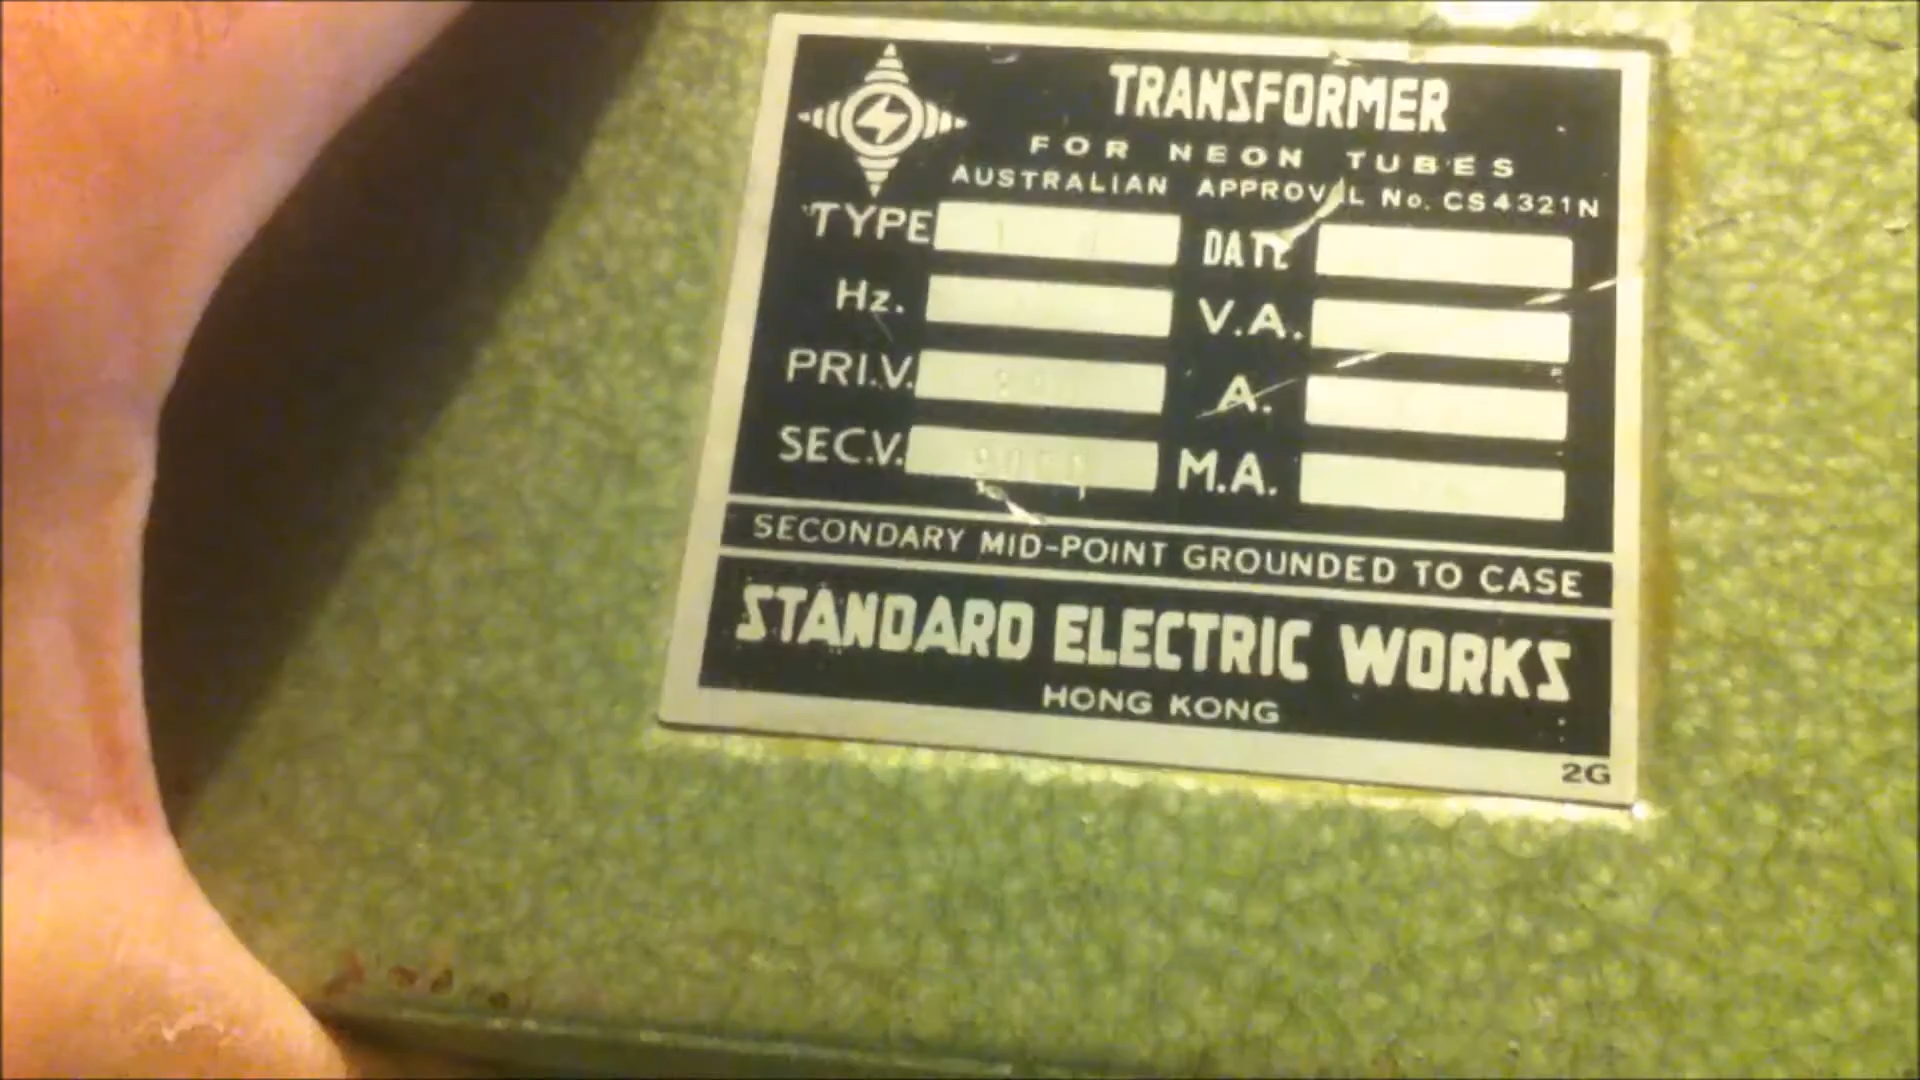 TRANSFORMER
FOR NEON TUBES
AUSTRALIAN APPROVAL No. CS4321N
TYPE
DATE
Hz.
V.A.
PRI.V.
A.
SEC.V.
M.A.
SECONDARY MID-POINT GROUNDED TO CASE
STANDARD ELECTRIC WORKS
HONG KONG
2G